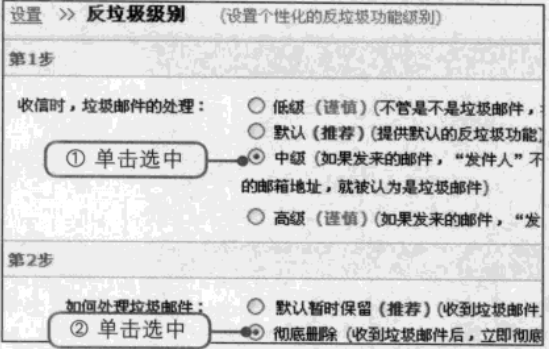 设置 >> 反垃圾级别 (设置个性化的反垃圾功能级别)
第1步
收信时，垃圾邮件的处理： 低级 (谨慎) (不管是不是垃圾邮件，
默认 (推荐) (提供默认的反垃圾功能)
① 单击选中 中级 (如果发来的邮件，“发件人”不
的邮箱地址，就被认为是垃圾邮件)
高级 (谨慎) (如果发来的邮件，“发
第2步
如何处理垃圾邮件： 默认暂时保留 (推荐) (收到垃圾邮件
② 单击选中 彻底删除 (收到垃圾邮件后，立即彻底